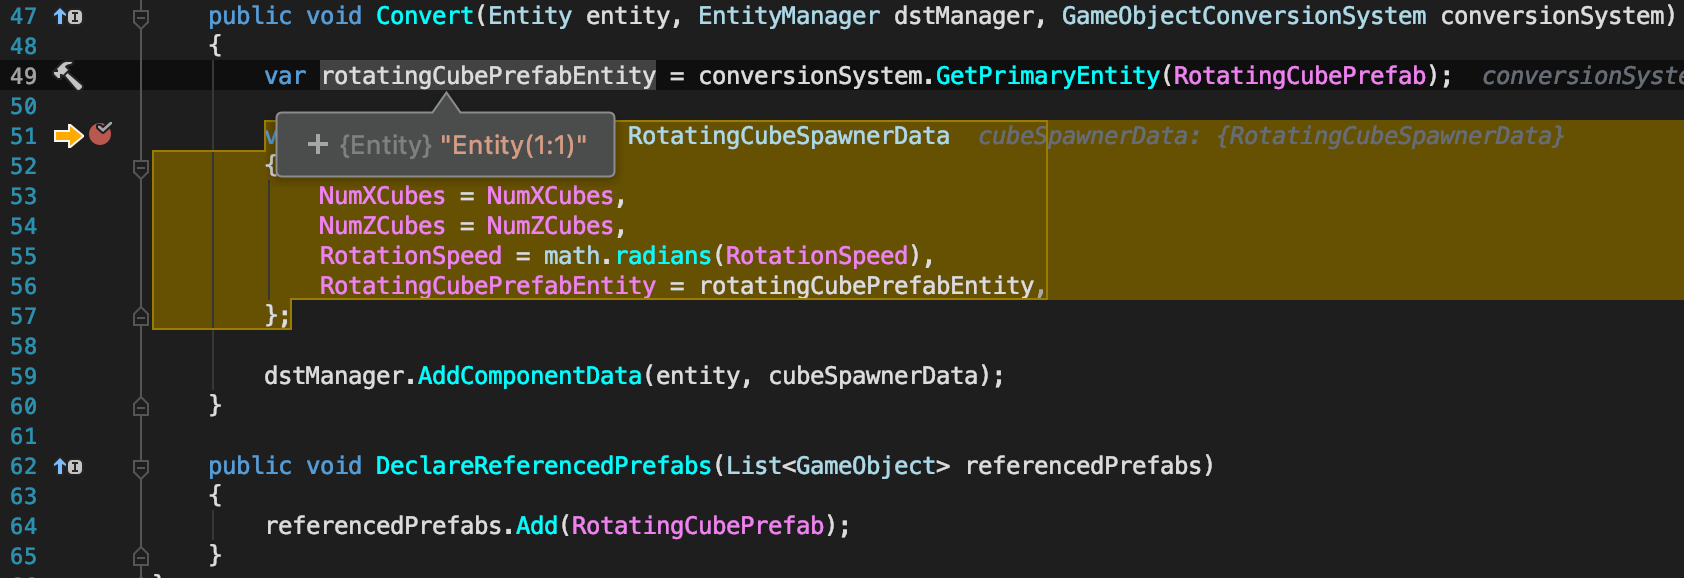 47 public void Convert(Entity entity, EntityManager dstManager, GameObjectConversionSystem conversionSystem)
48 {
49 var rotatingCubePrefabEntity = conversionSystem.GetPrimaryEntity(RotatingCubePrefab); conversionSyste
50
51 v RotatingCubeSpawnerData cubeSpawnerData: {RotatingCubeSpawnerData}
+ {Entity} "Entity(1:1)"
52 {
53 NumXCubes = NumXCubes,
54 NumZCubes = NumZCubes,
55 RotationSpeed = math.radians(RotationSpeed),
56 RotatingCubePrefabEntity = rotatingCubePrefabEntity,
57 };
58
59 dstManager.AddComponentData(entity, cubeSpawnerData);
60 }
61
62 public void DeclareReferencedPrefabs(List<GameObject> referencedPrefabs)
63 {
64 referencedPrefabs.Add(RotatingCubePrefab);
65 }